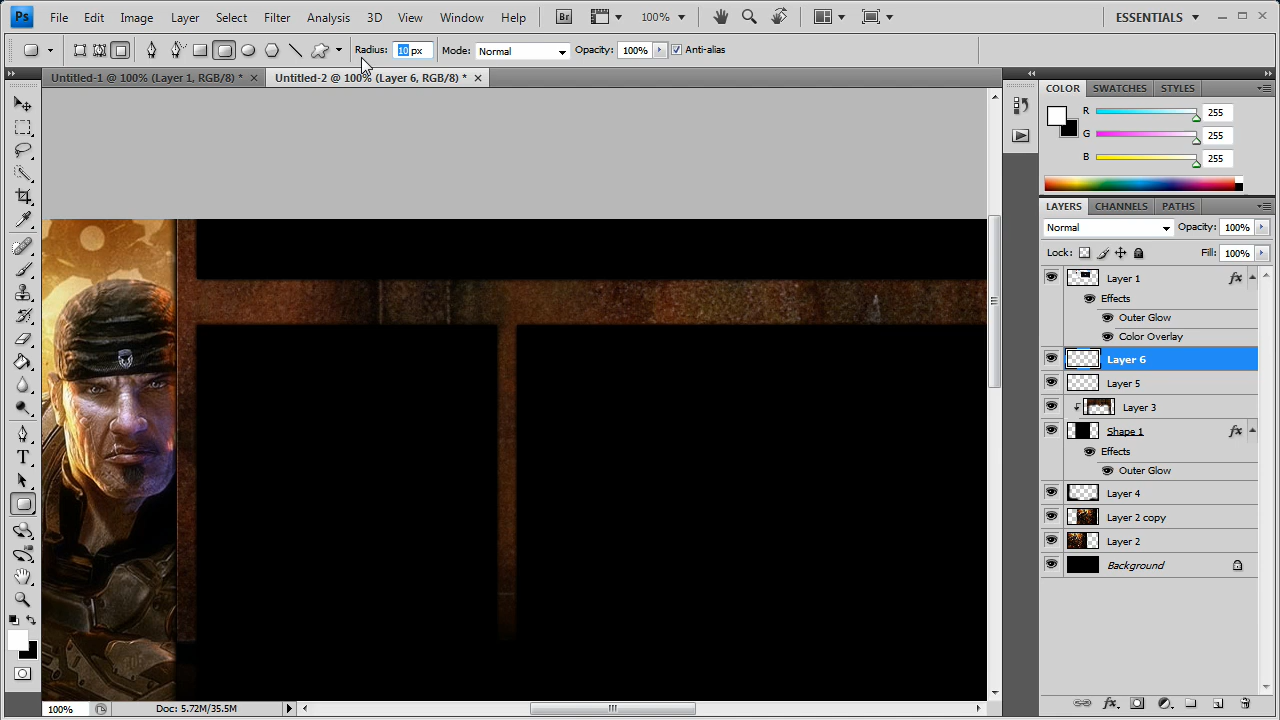 Ps File Edit Image Layer Select Filter Analysis 3D View Window Help Br 100% ESSENTIALS
Radius: 10 px Mode: Normal Opacity: 100% Anti-alias
Untitled-1 @ 100% (Layer 1, RGB/8) * Untitled-2 @ 100% (Layer 6, RGB/8) *
COLOR SWATCHES STYLES
R 255
G 255
B 255
LAYERS CHANNELS PATHS
Normal Opacity: 100%
Lock: Fill: 100%
Layer 1 fx
Effects
Outer Glow
Color Overlay
Layer 6
Layer 5
Layer 3
Shape 1 fx
Effects
Outer Glow
Layer 4
Layer 2 copy
Layer 2
Background
T
100% Doc: 5.72M/35.5M
fx